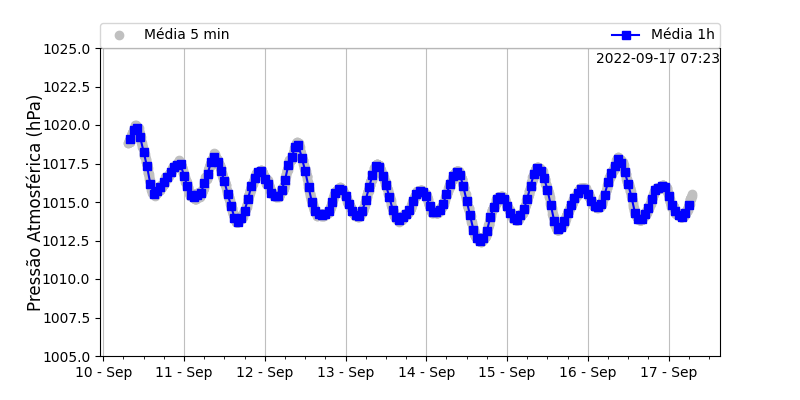 Média 5 min
Média 1h
2022-09-17 07:23
Pressão Atmosférica (hPa)
1025.0
1022.5
1020.0
1017.5
1015.0
1012.5
1010.0
1007.5
1005.0
10 - Sep
11 - Sep
12 - Sep
13 - Sep
14 - Sep
15 - Sep
16 - Sep
17 - Sep